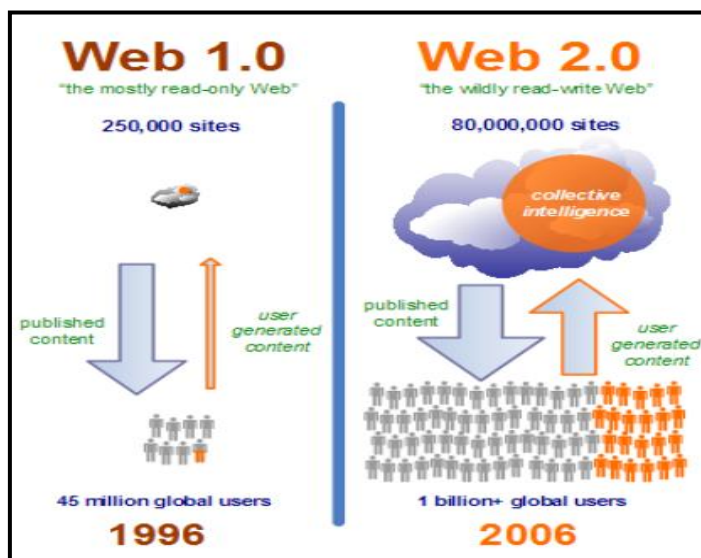 Web 1.0
"the mostly read-only Web"
250,000 sites
published
content
user
generated
content
45 million global users
1996
Web 2.0
"the wildly read-write Web"
80,000,000 sites
collective
intelligence
published
content
user
generated
content
1 billion+ global users
2006